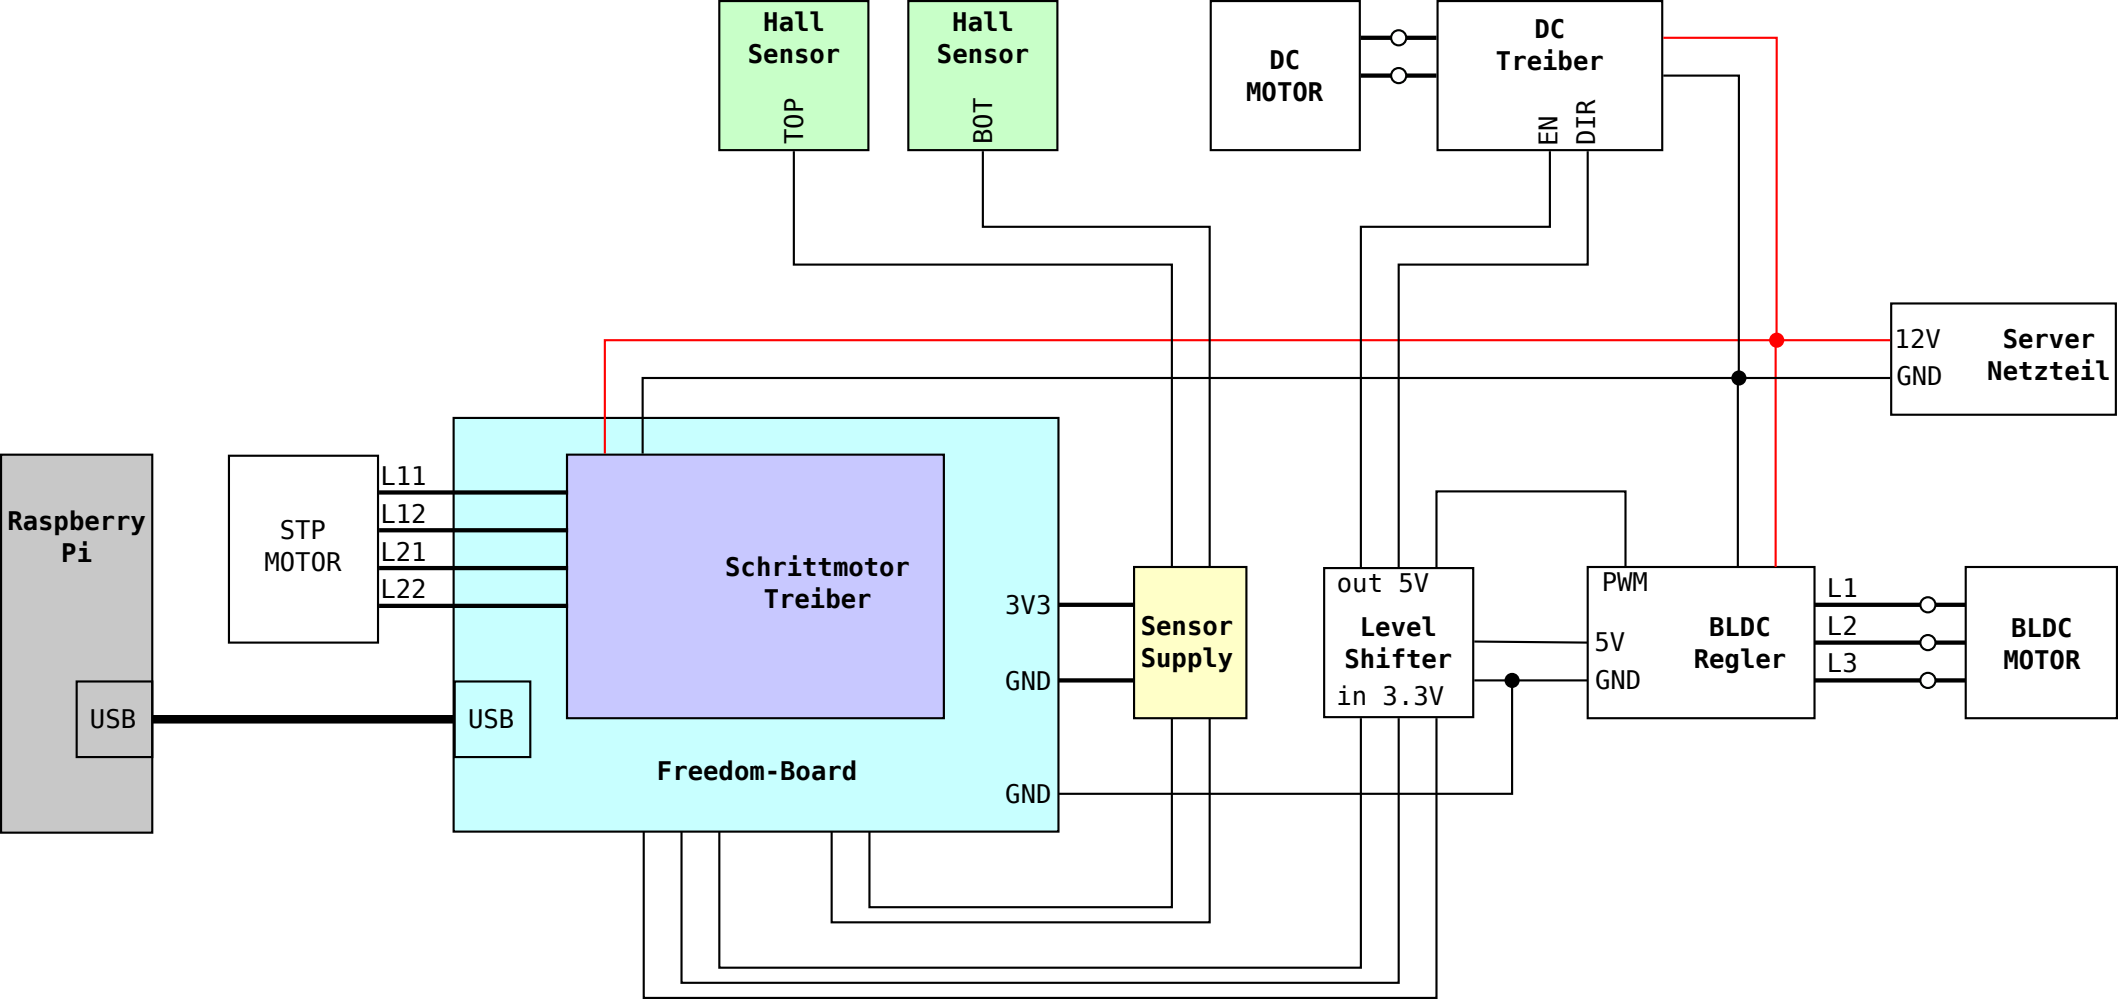 Hall
Sensor
TOP
Hall
Sensor
BOT
DC
MOTOR
DC
Treiber
EN
DIR
12V
GND
Server
Netzteil
Raspberry
Pi
USB
STP
MOTOR
L11
L12
L21
L22
Schrittmotor
Treiber
USB
Freedom-Board
3V3
GND
GND
Sensor
Supply
out 5V
Level
Shifter
in 3.3V
PWM
5V
GND
BLDC
Regler
L1
L2
L3
BLDC
MOTOR